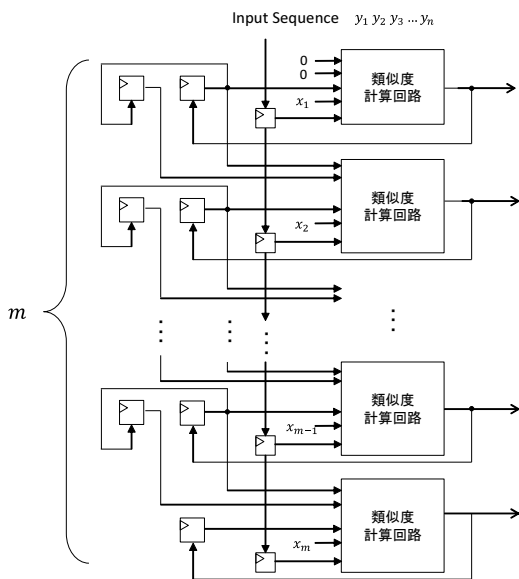 Input Sequence y₁ y₂ y₃ … yₙ
0
0
x₁
類似度
計算回路
類似度
計算回路
x₂
m
⋮ ⋮ ⋮ ⋮
類似度
計算回路
xₘ₋₁
類似度
計算回路
xₘ